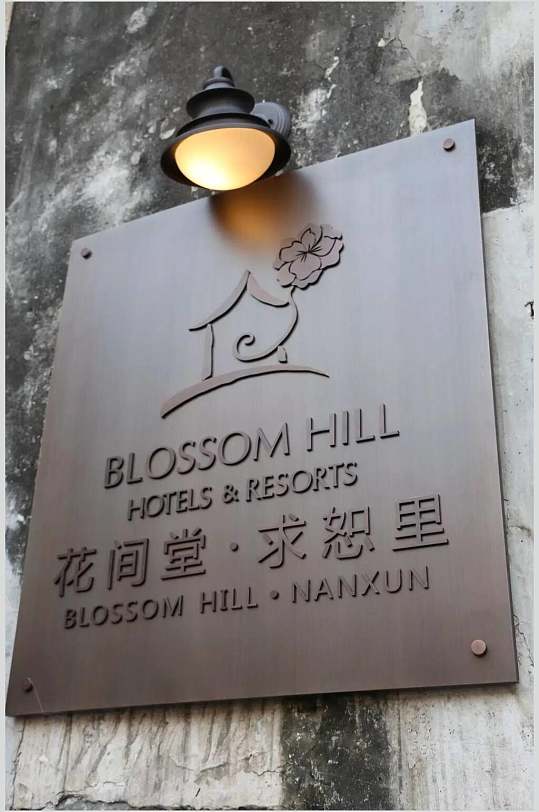 BLOSSOM HILL
HOTELS & RESORTS
花间堂·求恕里
BLOSSOM HILL · NANXUN